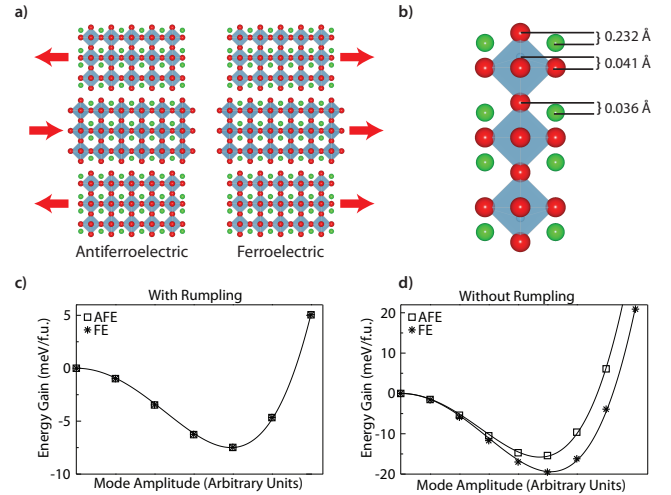 a)
Antiferroelectric
Ferroelectric
b)
} 0.232 Å
} 0.041 Å
} 0.036 Å
c)
With Rumpling
AFE
FE
Energy Gain (meV/f.u.)
5
0
-5
-10
Mode Amplitude (Arbitrary Units)
d)
Without Rumpling
AFE
FE
Energy Gain (meV/f.u.)
20
10
0
-10
-20
Mode Amplitude (Arbitrary Units)